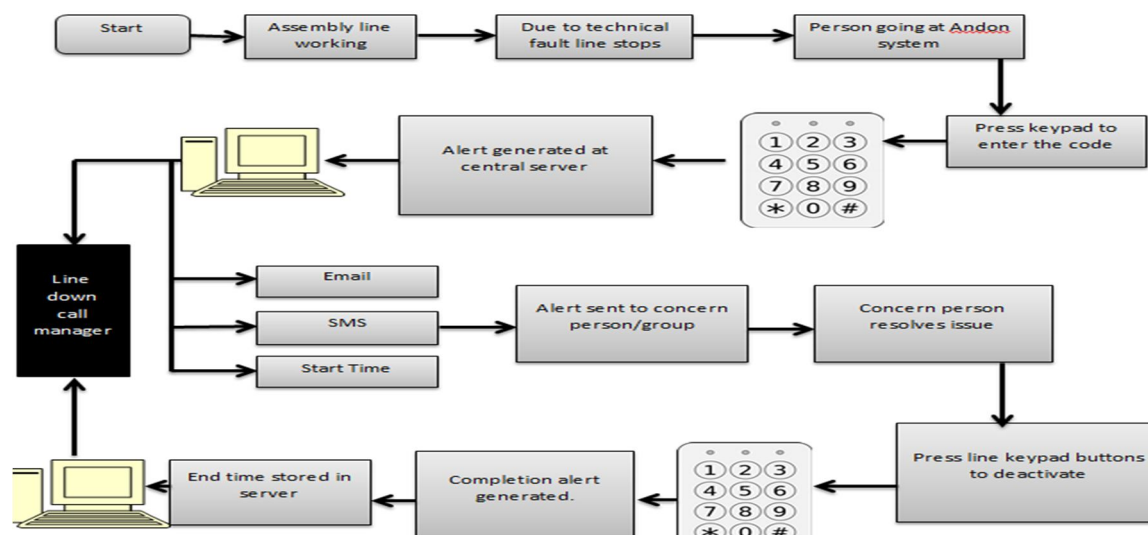 Start
Assembly line
working
Due to technical
fault line stops
Person going at Andon
system
Press keypad to
enter the code
1 2 3
4 5 6
7 8 9
* 0 #
Alert generated at
central server
Line
down
call
manager
Email
SMS
Start Time
Alert sent to concern
person/group
Concern person
resolves issue
Press line keypad buttons
to deactivate
1 2 3
4 5 6
7 8 9
* 0 #
Completion alert
generated.
End time stored in
server